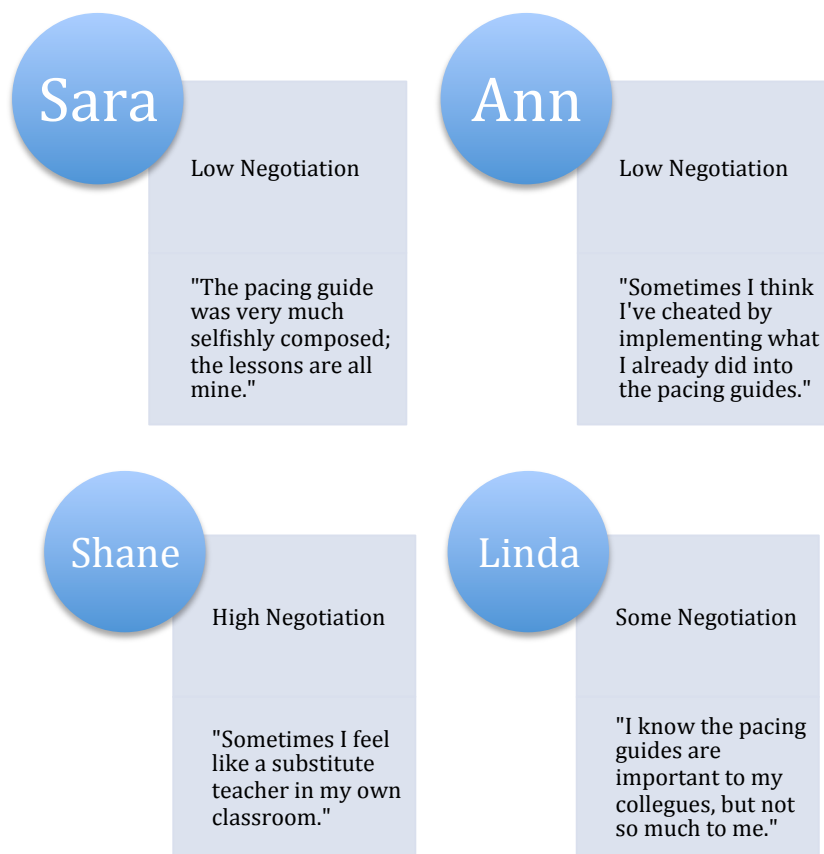 Sara
Low Negotiation
"The pacing guide
was very much
selfishly composed;
the lessons are all
mine."
Ann
Low Negotiation
"Sometimes I think
I've cheated by
implementing what
I already did into
the pacing guides."
Shane
High Negotiation
"Sometimes I feel
like a substitute
teacher in my own
classroom."
Linda
Some Negotiation
"I know the pacing
guides are
important to my
collegues, but not
so much to me."